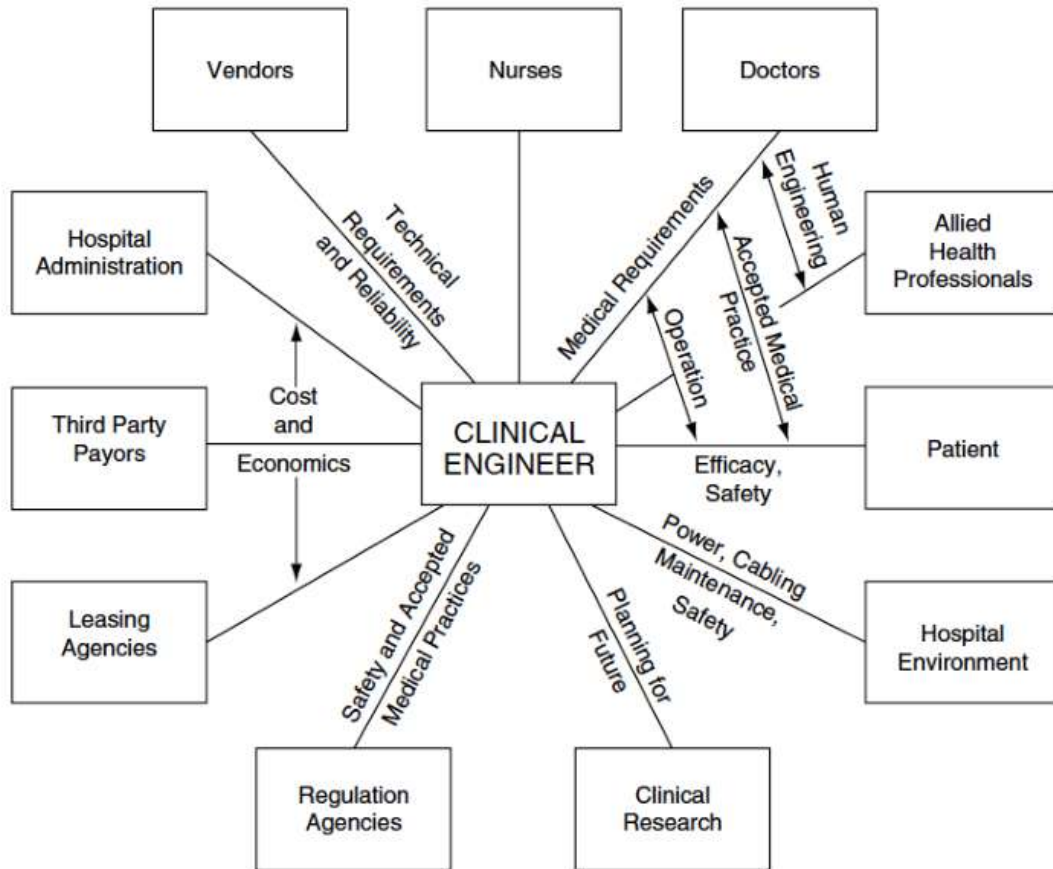 Vendors
Nurses
Doctors
Hospital
Administration
Technical
Requirements
and Reliability
Medical Requirements
Human
Engineering
Allied
Health
Professionals
Accepted Medical
Practice
Operation
Third Party
Payors
Cost
and
Economics
CLINICAL
ENGINEER
Efficacy,
Safety
Patient
Leasing
Agencies
Safety and Accepted
Medical Practices
Planning for
Future
Power, Cabling
Maintenance,
Safety
Hospital
Environment
Regulation
Agencies
Clinical
Research